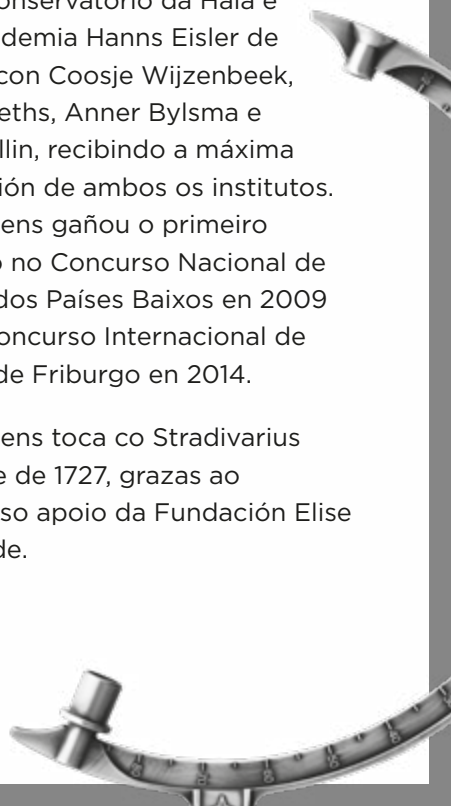 onservatorio da Haia e
demia Hanns Eisler de
con Coosje Wijzenbeek,
eths, Anner Bylsma e
llin, recibindo a máxima
ión de ambos os institutos.
ens gañou o primeiro
o no Concurso Nacional de
dos Países Baixos en 2009
oncurso Internacional de
de Friburgo en 2014.
ens toca co Stradivarius
e de 1727, grazas ao
so apoio da Fundación Elise
de.